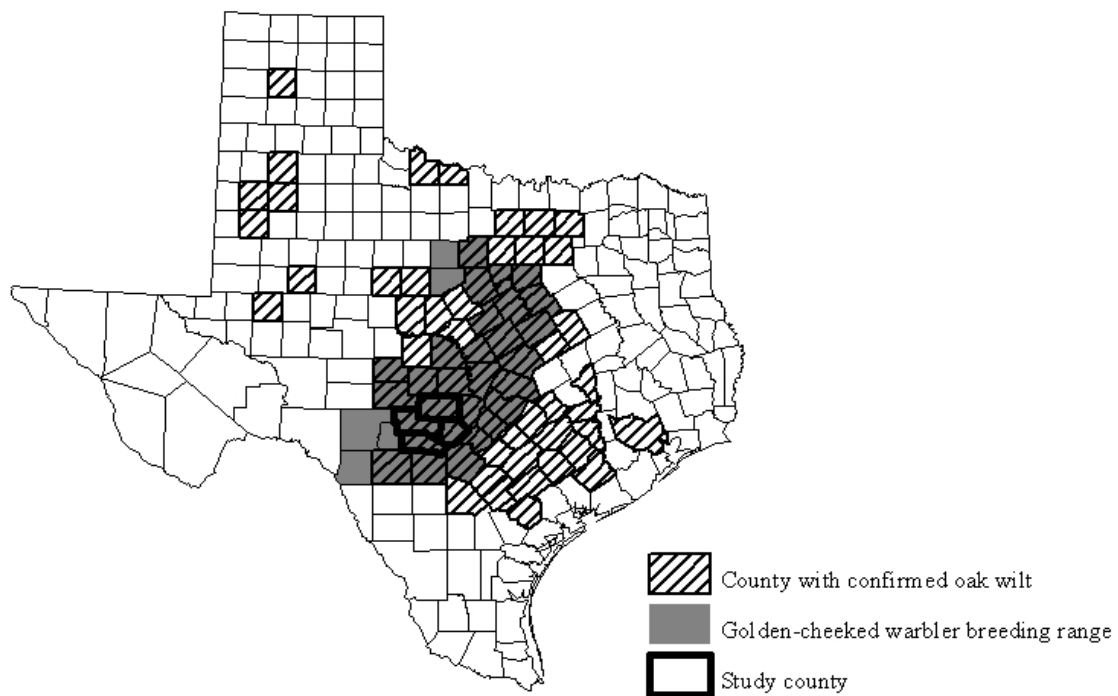 County with confirmed oak wilt
Golden-cheeked warbler breeding range
Study county